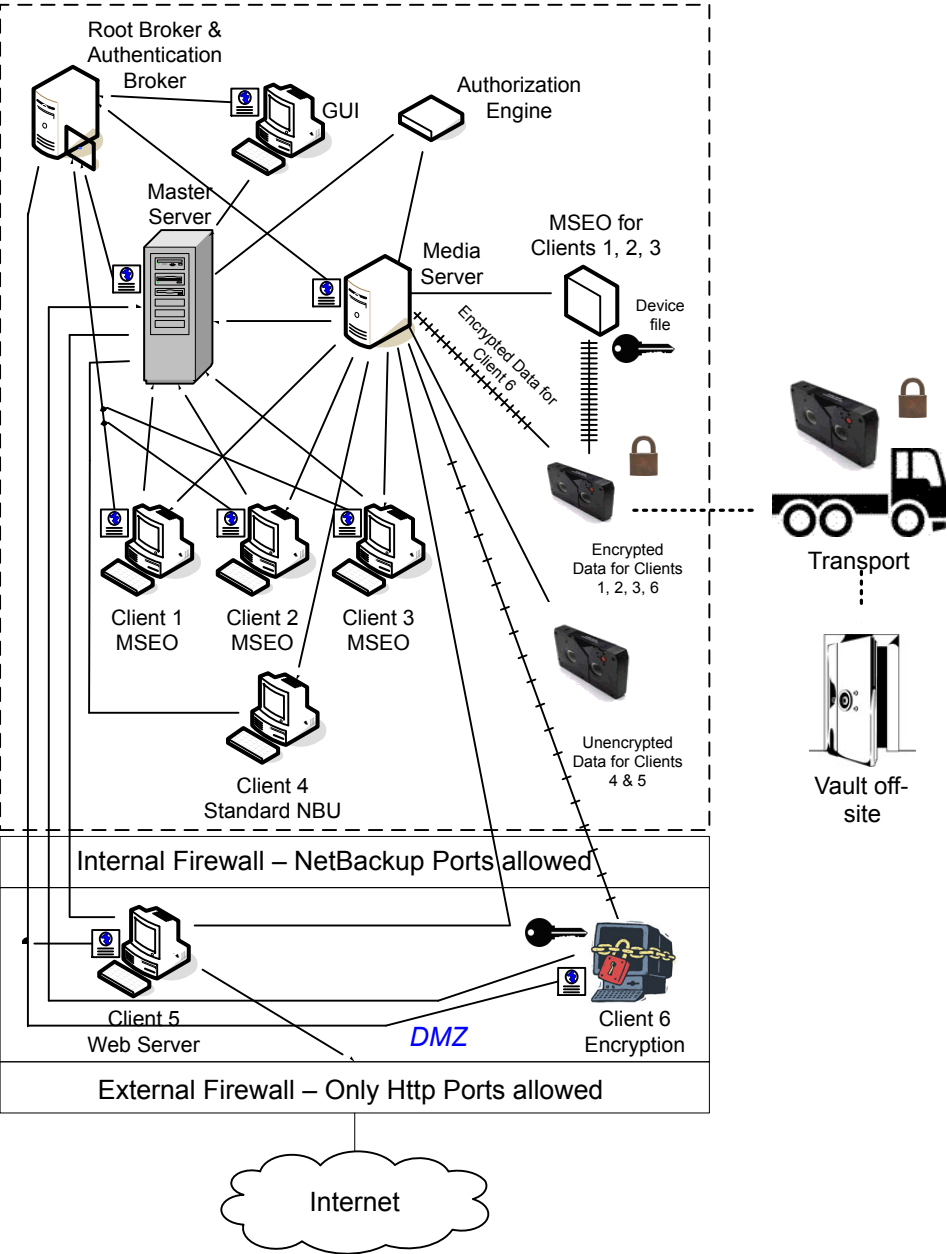 Root Broker &
Authentication
Broker
GUI
Authorization
Engine
Master
Server
Media
Server
MSEO for
Clients 1, 2, 3
Device
file
Encrypted Data for
Client 6
Encrypted
Data for Clients
1, 2, 3, 6
Transport
Client 1
MSEO
Client 2
MSEO
Client 3
MSEO
Unencrypted
Data for Clients
4 & 5
Vault off-
site
Client 4
Standard NBU
Internal Firewall – NetBackup Ports allowed
Client 5
Web Server
DMZ
Client 6
Encryption
External Firewall – Only Http Ports allowed
Internet